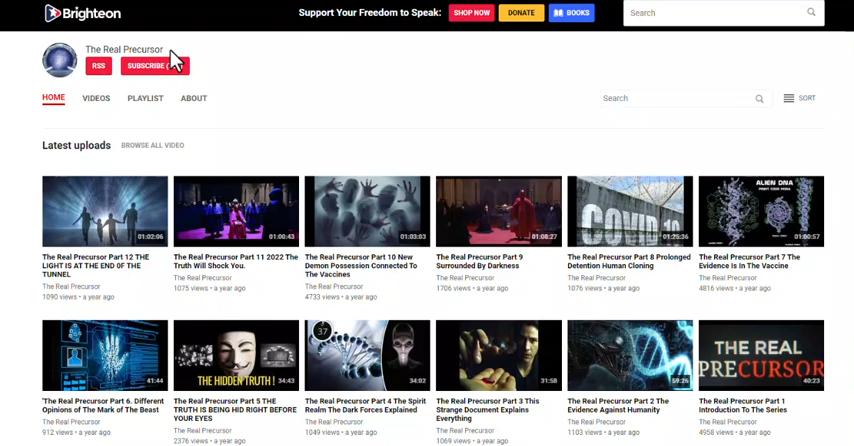 Brighteon
Support Your Freedom to Speak:
SHOP NOW
DONATE
BOOKS
Search
The Real Precursor
RSS
SUBSCRIBE
HOME
VIDEOS
PLAYLIST
ABOUT
Search
SORT
Latest uploads
BROWSE ALL VIDEO
01:02:06
01:00:43
01:03:03
01:08:27
COVID 19
01:25:36
ALIEN DNA
01:00:57
The Real Precursor Part 12 THE
LIGHT IS AT THE END 0F THE
TUNNEL
The Real Precursor
1090 views • a year ago
The Real Precursor Part 11 2022 The
Truth Will Shock You.
The Real Precursor
1075 views • a year ago
The Real Precursor Part 10 New
Demon Possession Connected To
The Vaccines
The Real Precursor
4733 views • a year ago
The Real Precursor Part 9
Surrounded By Darkness
The Real Precursor
1706 views • a year ago
The Real Precursor Part 8 Prolonged
Detention Human Cloning
The Real Precursor
1076 views • a year ago
The Real Precursor Part 7 The
Evidence Is In The Vaccine
The Real Precursor
4816 views • a year ago
41:44
THE HIDDEN TRUTH !
34:43
37
34:02
31:58
59:26
THE REAL
PRECURSOR
40:23
'The Real Precursor Part 6. Different
Opinions of The Mark of The Beast
The Real Precursor
912 views • a year ago
The Real Precursor Part 5 THE
TRUTH IS BEING HID RIGHT BEFORE
YOUR EYES
The Real Precursor
2376 views • a year ago
The Real Precursor Part 4 The Spirit
Realm The Dark Forces Explained
The Real Precursor
1049 views • a year ago
The Real Precursor Part 3 This
Strange Document Explains
Everything
The Real Precursor
1069 views • a year ago
The Real Precursor Part 2 The
Evidence Against Humanity
The Real Precursor
1103 views • a year ago
The Real Precursor Part 1
Introduction To The Series
The Real Precursor
4958 views • a year ago